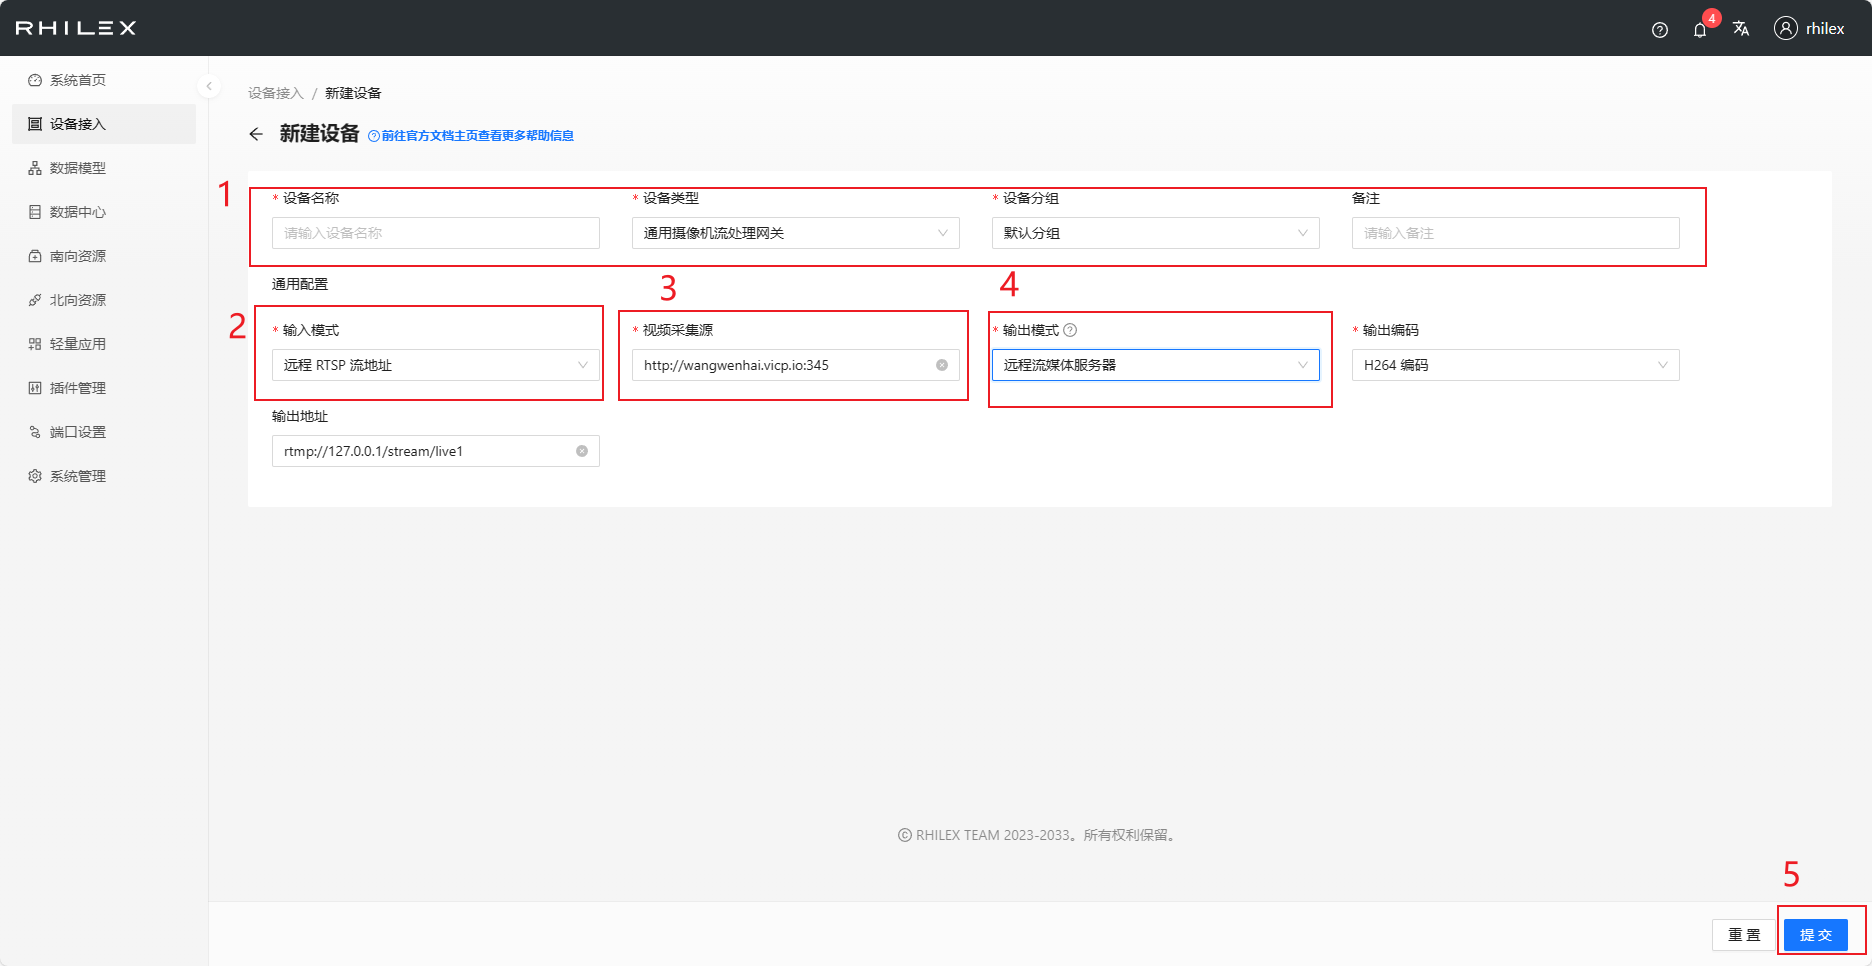 RHILEX
4
rhilex
系统首页
设备接入
数据模型
数据中心
南向资源
北向资源
轻量应用
插件管理
端口设置
系统管理
设备接入 / 新建设备
新建设备 前往官方文档主页查看更多帮助信息
1
* 设备名称
请输入设备名称
* 设备类型
通用摄像机流处理网关
* 设备分组
默认分组
备注
请输入备注
通用配置
2
* 输入模式
远程 RTSP 流地址
3
* 视频采集源
http://wangwenhai.vicp.io:345
4
* 输出模式
远程流媒体服务器
* 输出编码
H264 编码
输出地址
rtmp://127.0.0.1/stream/live1
© RHILEX TEAM 2023-2033。所有权利保留。
5
重 置
提 交